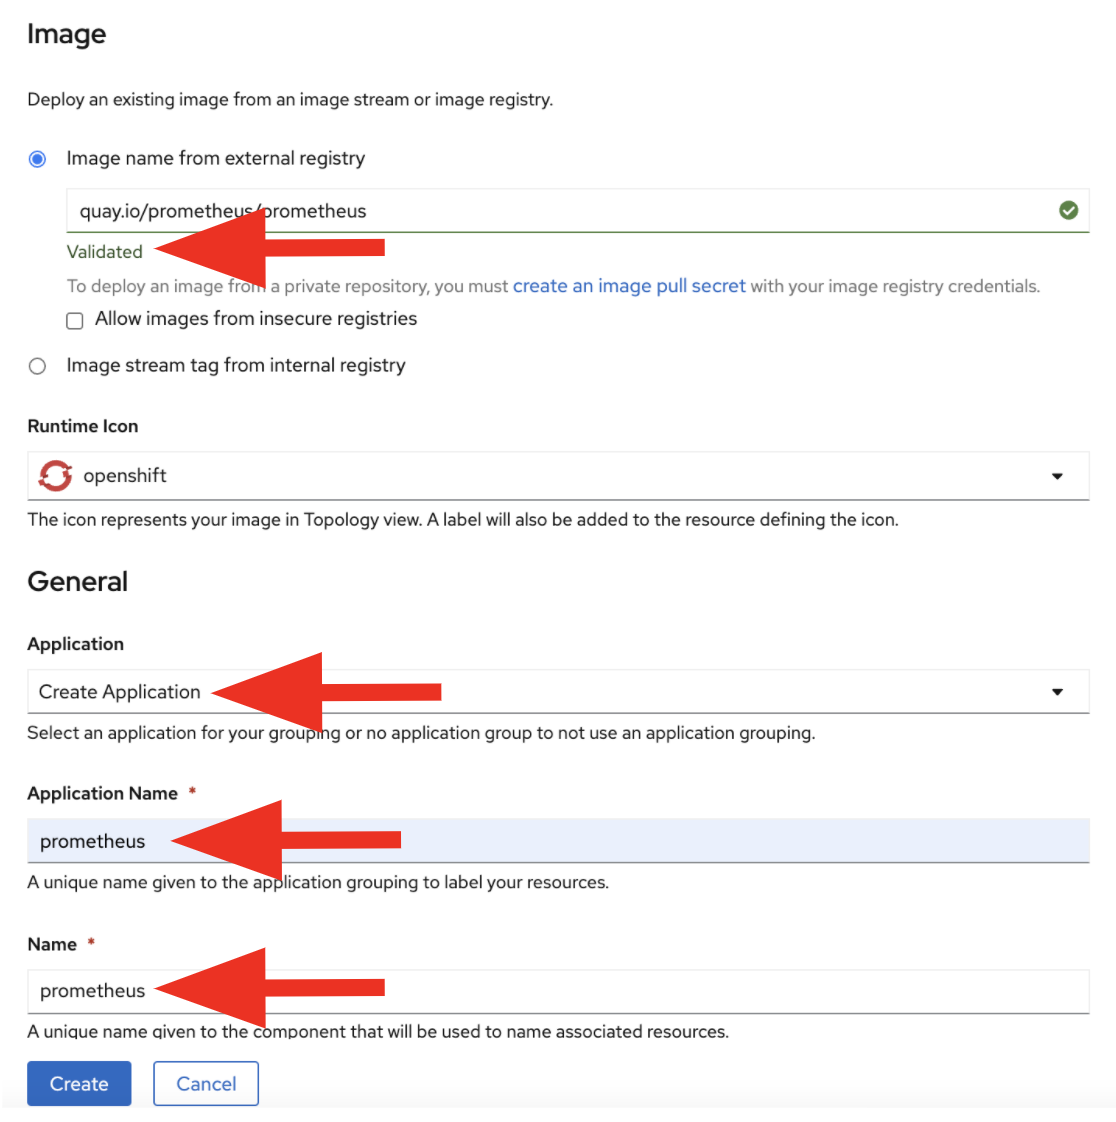 Image
Deploy an existing image from an image stream or image registry.
Image name from external registry
quay.io/prometheus/prometheus
Validated
To deploy an image from a private repository, you must create an image pull secret with your image registry credentials.
Allow images from insecure registries
Image stream tag from internal registry
Runtime Icon
openshift
The icon represents your image in Topology view. A label will also be added to the resource defining the icon.
General
Application
Create Application
Select an application for your grouping or no application group to not use an application grouping.
Application Name *
prometheus
A unique name given to the application grouping to label your resources.
Name *
prometheus
A unique name given to the component that will be used to name associated resources.
Create Cancel